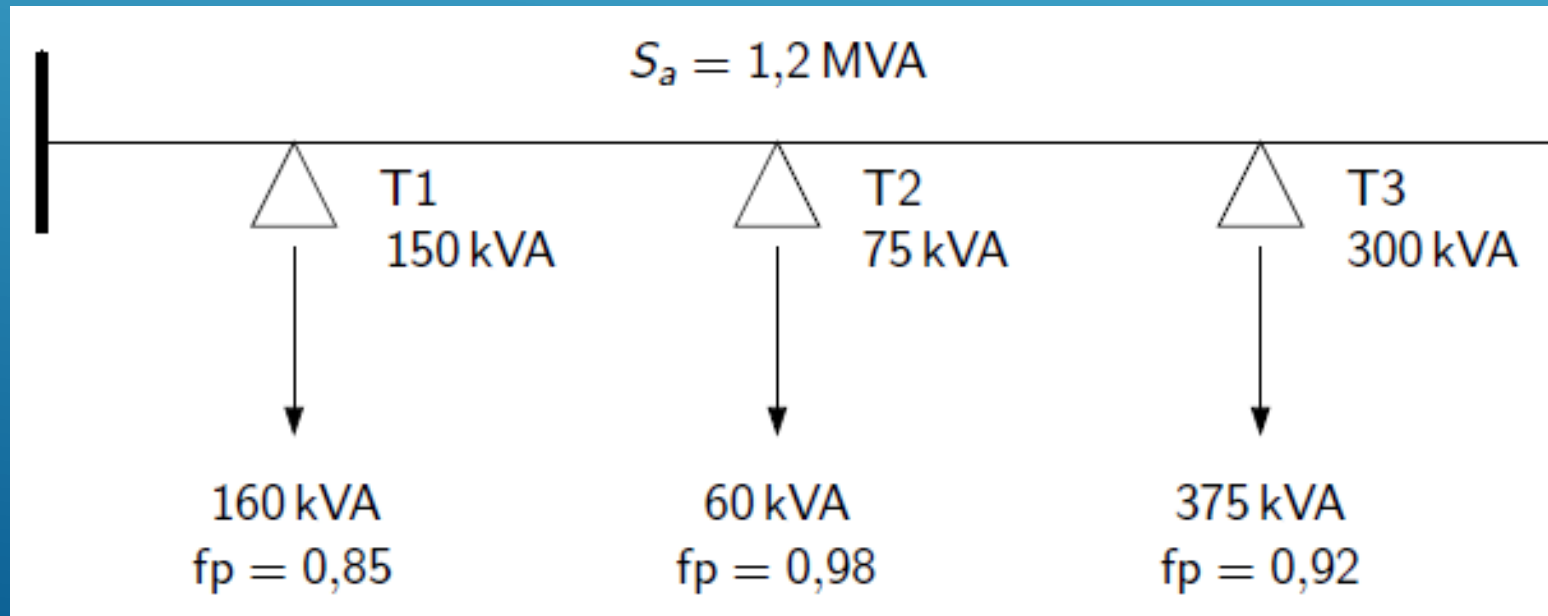 Sa = 1,2 MVA
T1
150 kVA
T2
75 kVA
T3
300 kVA
160 kVA
fp = 0,85
60 kVA
fp = 0,98
375 kVA
fp = 0,92